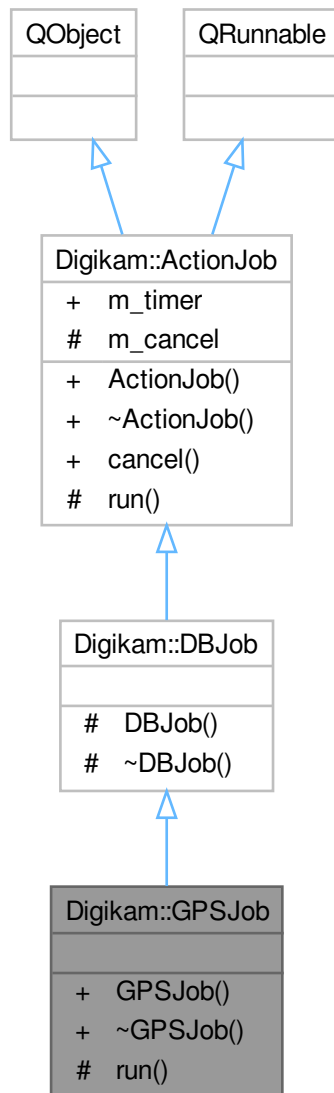 QObject
QRunnable
Digikam::ActionJob
+ m_timer
# m_cancel
+ ActionJob()
+ ~ActionJob()
+ cancel()
# run()
Digikam::DBJob
# DBJob()
# ~DBJob()
Digikam::GPSJob
+ GPSJob()
+ ~GPSJob()
# run()